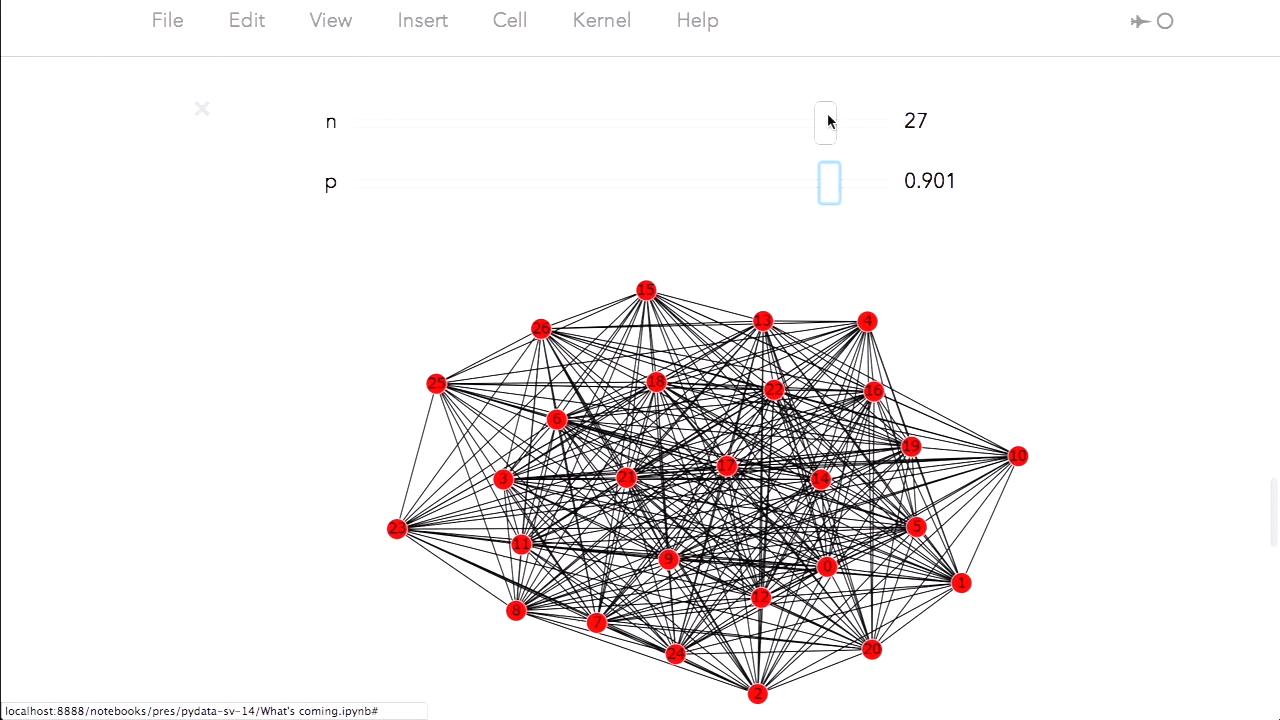 File Edit View Insert Cell Kernel Help
n 27
p 0.901
15
26 13 4
25 18 22 16
6
19
17 10
3 21 14
23 5
11
9 0
12 1
8 7
24 20
2
localhost:8888/notebooks/pres/pydata-sv-14/What's coming.ipynb#